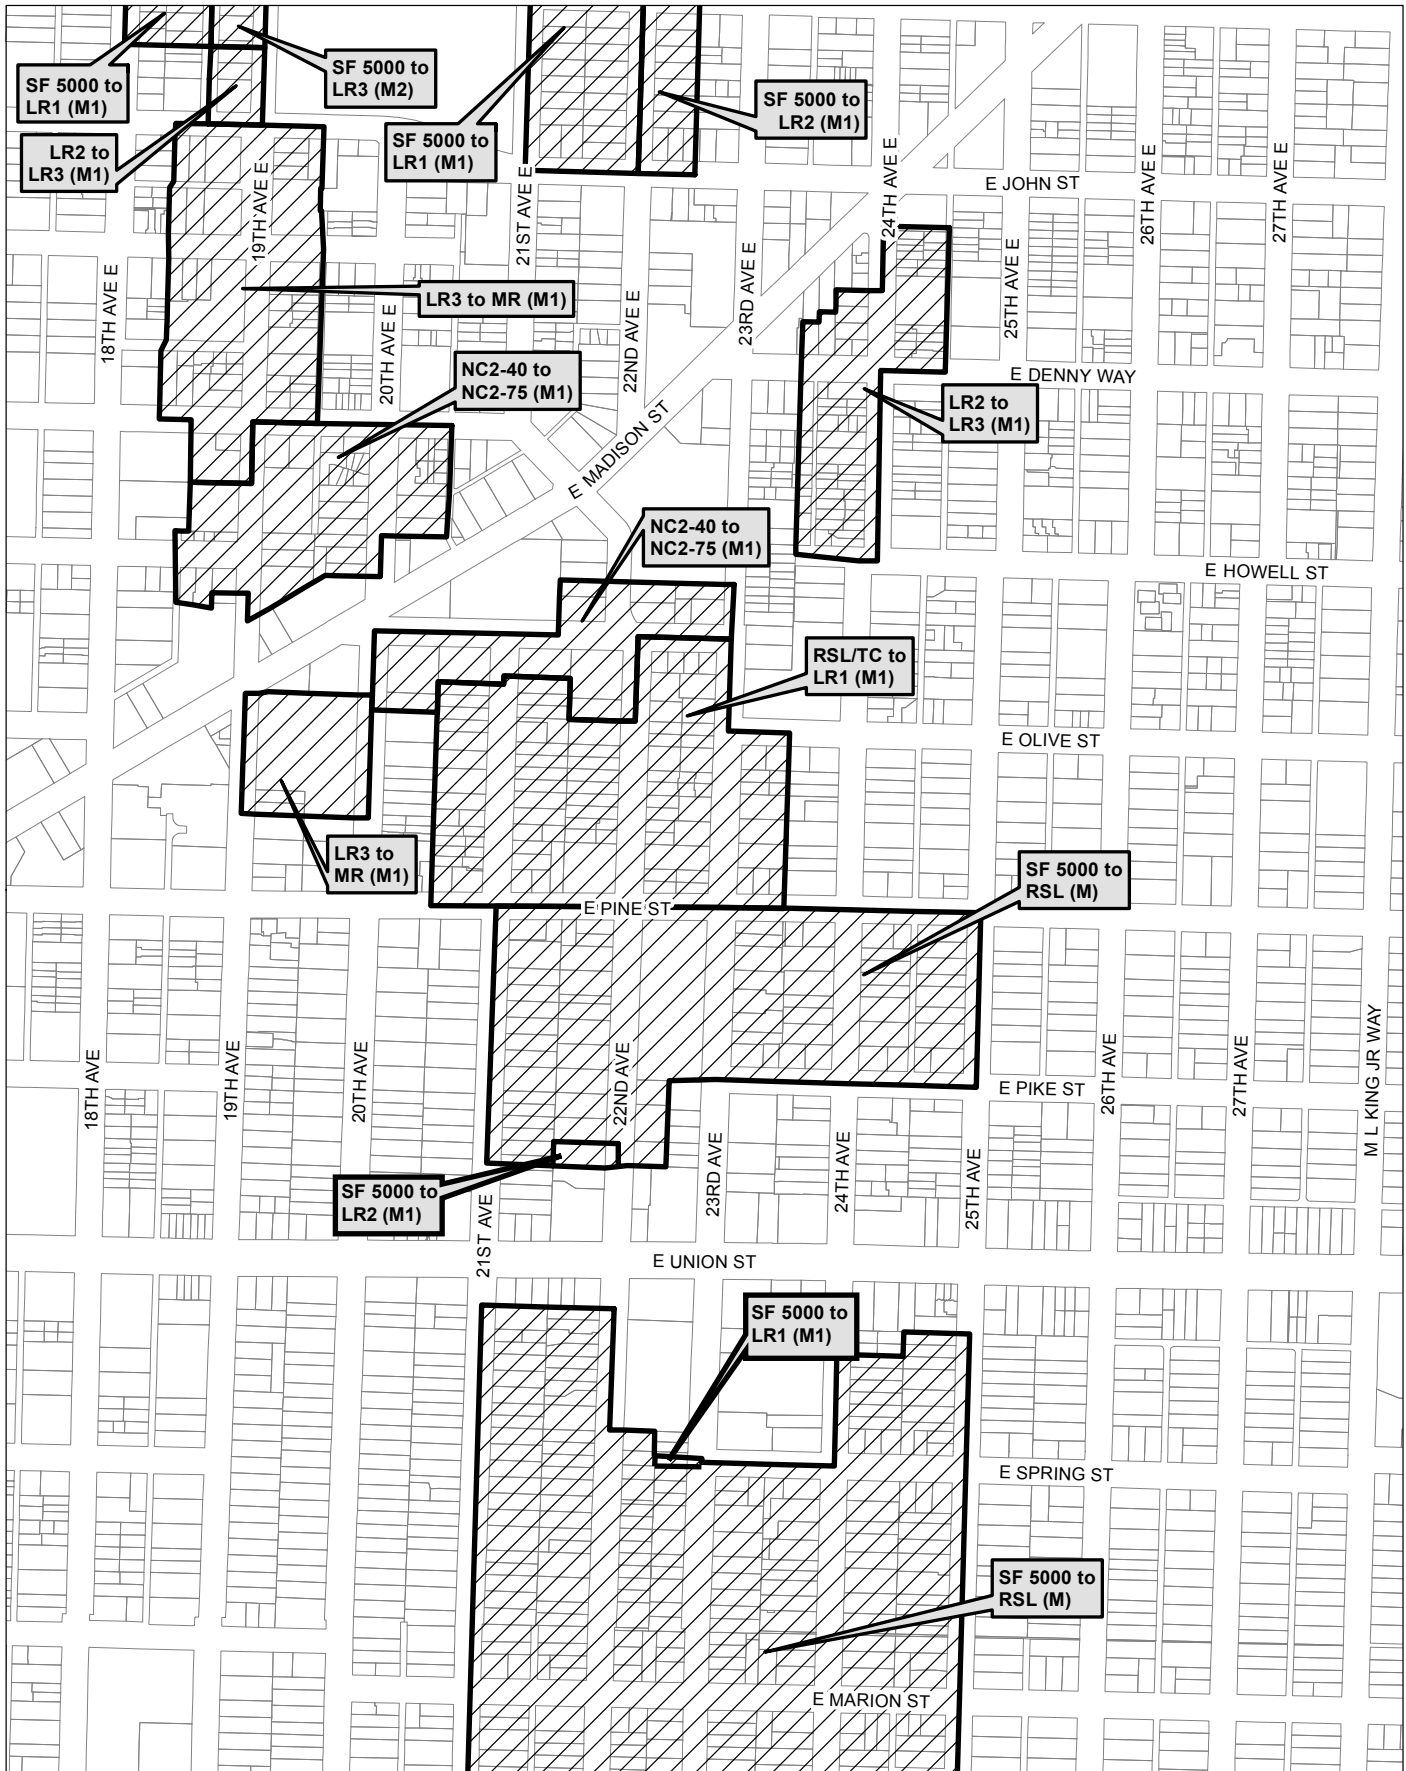 SF 5000 to
LR1 (M1)
SF 5000 to
LR3 (M2)
LR2 to
LR3 (M1)
SF 5000 to
LR1 (M1)
SF 5000 to
LR2 (M1)
E JOHN ST
18TH AVE E
19TH AVE E
20TH AVE E
21ST AVE E
22ND AVE E
23RD AVE E
24TH AVE E
25TH AVE E
26TH AVE E
27TH AVE E
LR3 to MR (M1)
NC2-40 to
NC2-75 (M1)
E DENNY WAY
LR2 to
LR3 (M1)
E MADISON ST
NC2-40 to
NC2-75 (M1)
E HOWELL ST
RSL/TC to
LR1 (M1)
E OLIVE ST
LR3 to
MR (M1)
SF 5000 to
RSL (M)
E PINE ST
18TH AVE
19TH AVE
20TH AVE
22ND AVE
26TH AVE
27TH AVE
M L KING JR WAY
E PIKE ST
SF 5000 to
LR2 (M1)
21ST AVE
23RD AVE
24TH AVE
25TH AVE
E UNION ST
SF 5000 to
LR1 (M1)
E SPRING ST
SF 5000 to
RSL (M)
E MARION ST